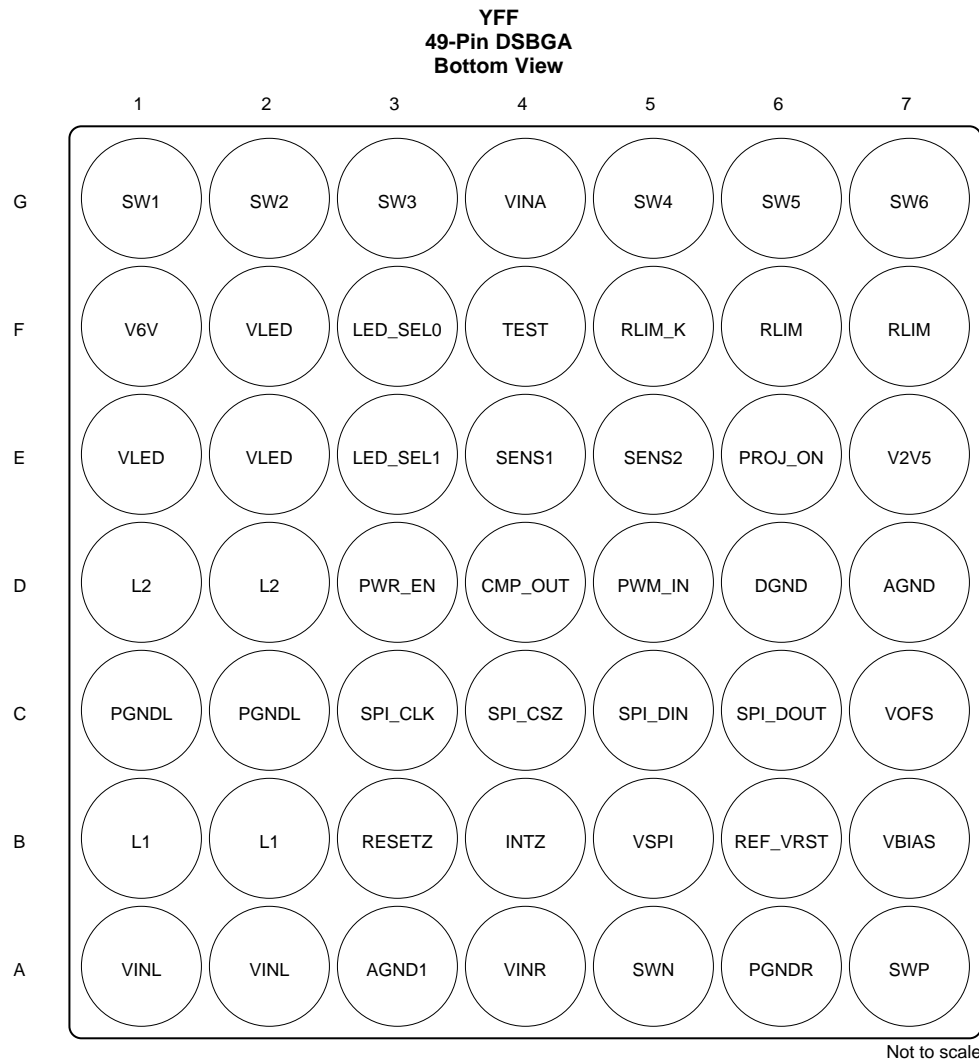 YFF
49-Pin DSBGA
Bottom View
1 2 3 4 5 6 7
G SW1 SW2 SW3 VINA SW4 SW5 SW6
F V6V VLED LED_SEL0 TEST RLIM_K RLIM RLIM
E VLED VLED LED_SEL1 SENS1 SENS2 PROJ_ON V2V5
D L2 L2 PWR_EN CMP_OUT PWM_IN DGND AGND
C PGNDL PGNDL SPI_CLK SPI_CSZ SPI_DIN SPI_DOUT VOFS
B L1 L1 RESETZ INTZ VSPI REF_VRST VBIAS
A VINL VINL AGND1 VINR SWN PGNDR SWP
Not to scale